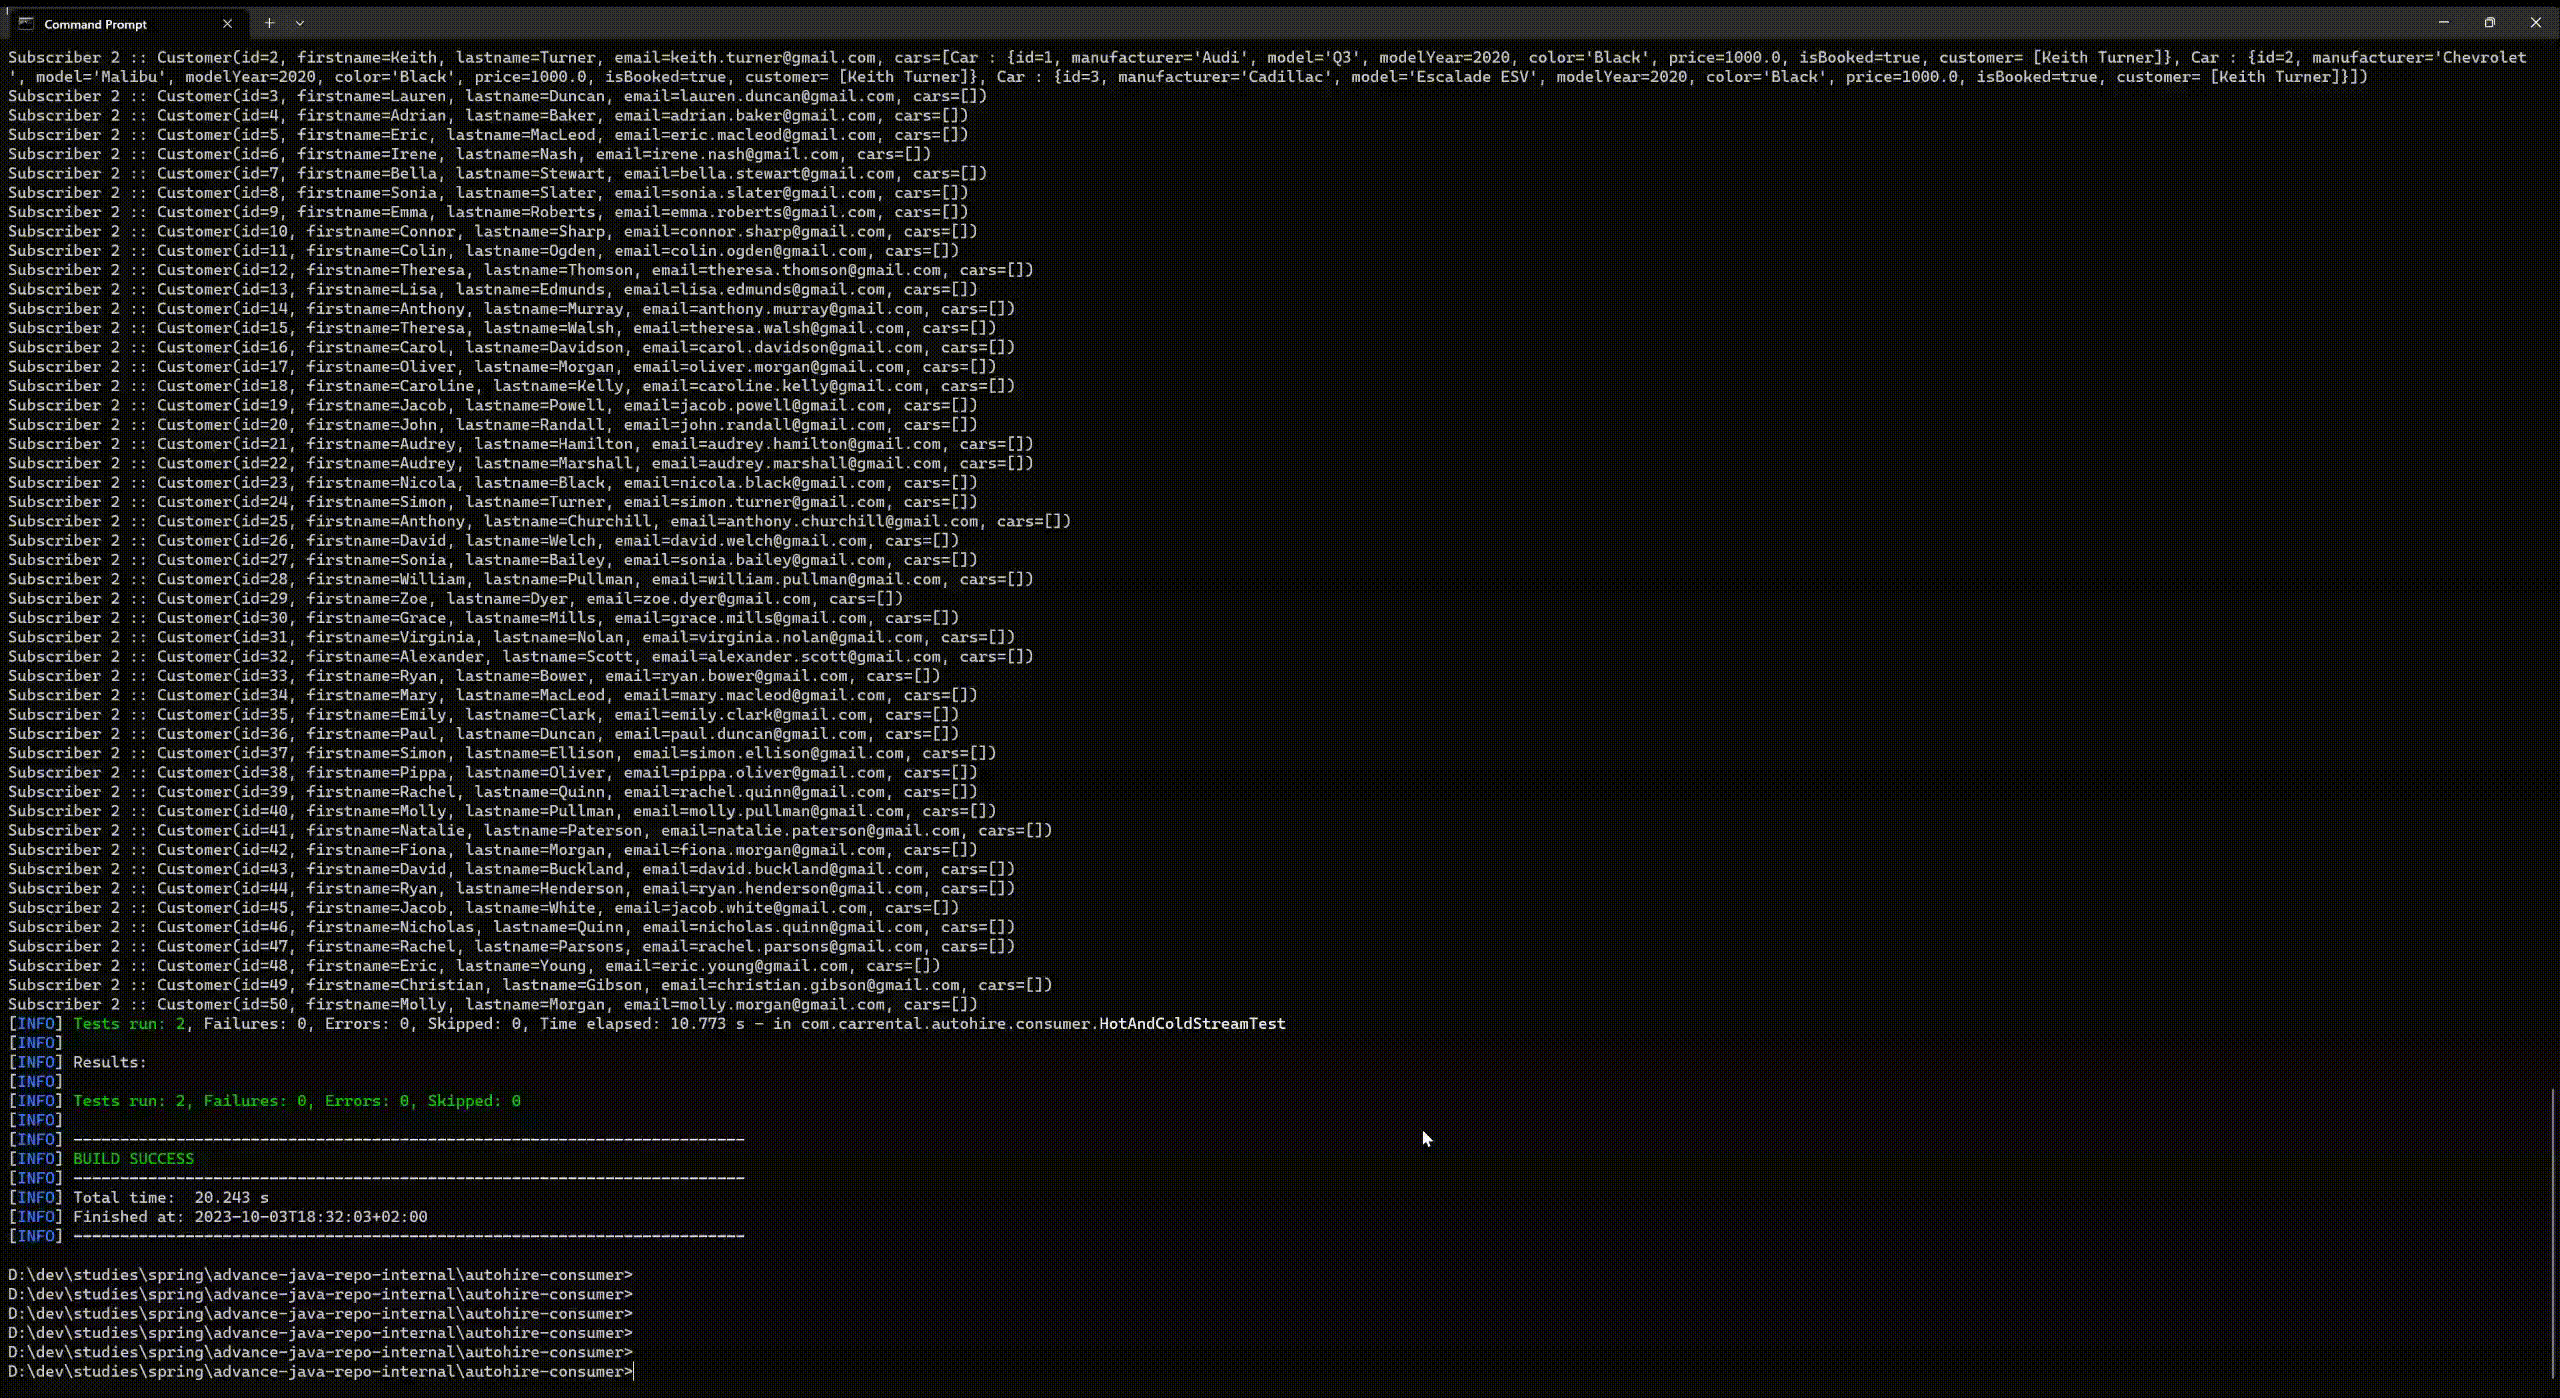 Command Prompt
Subscriber 2 :: Customer(id=2, firstname=Keith, lastname=Turner, email=keith.turner@gmail.com, cars=[Car : {id=1, manufacturer='Audi', model='Q3', modelYear=2020, color='Black', price=1000.0, isBooked=true, customer= [Keith Turner]}, Car : {id=2, manufacturer='Chevrolet
', model='Malibu', modelYear=2020, color='Black', price=1000.0, isBooked=true, customer= [Keith Turner]}, Car : {id=3, manufacturer='Cadillac', model='Escalade ESV', modelYear=2020, color='Black', price=1000.0, isBooked=true, customer= [Keith Turner]}])
Subscriber 2 :: Customer(id=3, firstname=Lauren, lastname=Duncan, email=lauren.duncan@gmail.com, cars=[])
Subscriber 2 :: Customer(id=4, firstname=Adrian, lastname=Baker, email=adrian.baker@gmail.com, cars=[])
Subscriber 2 :: Customer(id=5, firstname=Eric, lastname=MacLeod, email=eric.macleod@gmail.com, cars=[])
Subscriber 2 :: Customer(id=6, firstname=Irene, lastname=Nash, email=irene.nash@gmail.com, cars=[])
Subscriber 2 :: Customer(id=7, firstname=Bella, lastname=Stewart, email=bella.stewart@gmail.com, cars=[])
Subscriber 2 :: Customer(id=8, firstname=Sonia, lastname=Slater, email=sonia.slater@gmail.com, cars=[])
Subscriber 2 :: Customer(id=9, firstname=Emma, lastname=Roberts, email=emma.roberts@gmail.com, cars=[])
Subscriber 2 :: Customer(id=10, firstname=Connor, lastname=Sharp, email=connor.sharp@gmail.com, cars=[])
Subscriber 2 :: Customer(id=11, firstname=Colin, lastname=Ogden, email=colin.ogden@gmail.com, cars=[])
Subscriber 2 :: Customer(id=12, firstname=Theresa, lastname=Thomson, email=theresa.thomson@gmail.com, cars=[])
Subscriber 2 :: Customer(id=13, firstname=Lisa, lastname=Edmunds, email=lisa.edmunds@gmail.com, cars=[])
Subscriber 2 :: Customer(id=14, firstname=Anthony, lastname=Murray, email=anthony.murray@gmail.com, cars=[])
Subscriber 2 :: Customer(id=15, firstname=Theresa, lastname=Walsh, email=theresa.walsh@gmail.com, cars=[])
Subscriber 2 :: Customer(id=16, firstname=Carol, lastname=Davidson, email=carol.davidson@gmail.com, cars=[])
Subscriber 2 :: Customer(id=17, firstname=Oliver, lastname=Morgan, email=oliver.morgan@gmail.com, cars=[])
Subscriber 2 :: Customer(id=18, firstname=Caroline, lastname=Kelly, email=caroline.kelly@gmail.com, cars=[])
Subscriber 2 :: Customer(id=19, firstname=Jacob, lastname=Powell, email=jacob.powell@gmail.com, cars=[])
Subscriber 2 :: Customer(id=20, firstname=John, lastname=Randall, email=john.randall@gmail.com, cars=[])
Subscriber 2 :: Customer(id=21, firstname=Audrey, lastname=Hamilton, email=audrey.hamilton@gmail.com, cars=[])
Subscriber 2 :: Customer(id=22, firstname=Audrey, lastname=Marshall, email=audrey.marshall@gmail.com, cars=[])
Subscriber 2 :: Customer(id=23, firstname=Nicola, lastname=Black, email=nicola.black@gmail.com, cars=[])
Subscriber 2 :: Customer(id=24, firstname=Simon, lastname=Turner, email=simon.turner@gmail.com, cars=[])
Subscriber 2 :: Customer(id=25, firstname=Anthony, lastname=Churchill, email=anthony.churchill@gmail.com, cars=[])
Subscriber 2 :: Customer(id=26, firstname=David, lastname=Welch, email=david.welch@gmail.com, cars=[])
Subscriber 2 :: Customer(id=27, firstname=Sonia, lastname=Bailey, email=sonia.bailey@gmail.com, cars=[])
Subscriber 2 :: Customer(id=28, firstname=William, lastname=Pullman, email=william.pullman@gmail.com, cars=[])
Subscriber 2 :: Customer(id=29, firstname=Zoe, lastname=Dyer, email=zoe.dyer@gmail.com, cars=[])
Subscriber 2 :: Customer(id=30, firstname=Grace, lastname=Mills, email=grace.mills@gmail.com, cars=[])
Subscriber 2 :: Customer(id=31, firstname=Virginia, lastname=Nolan, email=virginia.nolan@gmail.com, cars=[])
Subscriber 2 :: Customer(id=32, firstname=Alexander, lastname=Scott, email=alexander.scott@gmail.com, cars=[])
Subscriber 2 :: Customer(id=33, firstname=Ryan, lastname=Bower, email=ryan.bower@gmail.com, cars=[])
Subscriber 2 :: Customer(id=34, firstname=Mary, lastname=MacLeod, email=mary.macleod@gmail.com, cars=[])
Subscriber 2 :: Customer(id=35, firstname=Emily, lastname=Clark, email=emily.clark@gmail.com, cars=[])
Subscriber 2 :: Customer(id=36, firstname=Paul, lastname=Duncan, email=paul.duncan@gmail.com, cars=[])
Subscriber 2 :: Customer(id=37, firstname=Simon, lastname=Ellison, email=simon.ellison@gmail.com, cars=[])
Subscriber 2 :: Customer(id=38, firstname=Pippa, lastname=Oliver, email=pippa.oliver@gmail.com, cars=[])
Subscriber 2 :: Customer(id=39, firstname=Rachel, lastname=Quinn, email=rachel.quinn@gmail.com, cars=[])
Subscriber 2 :: Customer(id=40, firstname=Molly, lastname=Pullman, email=molly.pullman@gmail.com, cars=[])
Subscriber 2 :: Customer(id=41, firstname=Natalie, lastname=Paterson, email=natalie.paterson@gmail.com, cars=[])
Subscriber 2 :: Customer(id=42, firstname=Fiona, lastname=Morgan, email=fiona.morgan@gmail.com, cars=[])
Subscriber 2 :: Customer(id=43, firstname=David, lastname=Buckland, email=david.buckland@gmail.com, cars=[])
Subscriber 2 :: Customer(id=44, firstname=Ryan, lastname=Henderson, email=ryan.henderson@gmail.com, cars=[])
Subscriber 2 :: Customer(id=45, firstname=Jacob, lastname=White, email=jacob.white@gmail.com, cars=[])
Subscriber 2 :: Customer(id=46, firstname=Nicholas, lastname=Quinn, email=nicholas.quinn@gmail.com, cars=[])
Subscriber 2 :: Customer(id=47, firstname=Rachel, lastname=Parsons, email=rachel.parsons@gmail.com, cars=[])
Subscriber 2 :: Customer(id=48, firstname=Eric, lastname=Young, email=eric.young@gmail.com, cars=[])
Subscriber 2 :: Customer(id=49, firstname=Christian, lastname=Gibson, email=christian.gibson@gmail.com, cars=[])
Subscriber 2 :: Customer(id=50, firstname=Molly, lastname=Morgan, email=molly.morgan@gmail.com, cars=[])
[INFO] Tests run: 2, Failures: 0, Errors: 0, Skipped: 0, Time elapsed: 10.773 s - in com.carrental.autohire.consumer.HotAndColdStreamTest
[INFO]
[INFO] Results:
[INFO]
[INFO] Tests run: 2, Failures: 0, Errors: 0, Skipped: 0
[INFO]
[INFO] ------------------------------------------------------------------------
[INFO] BUILD SUCCESS
[INFO] ------------------------------------------------------------------------
[INFO] Total time:  20.243 s
[INFO] Finished at: 2023-10-03T18:32:03+02:00
[INFO] ------------------------------------------------------------------------
D:\dev\studies\spring\advance-java-repo-internal\autohire-consumer>
D:\dev\studies\spring\advance-java-repo-internal\autohire-consumer>
D:\dev\studies\spring\advance-java-repo-internal\autohire-consumer>
D:\dev\studies\spring\advance-java-repo-internal\autohire-consumer>
D:\dev\studies\spring\advance-java-repo-internal\autohire-consumer>
D:\dev\studies\spring\advance-java-repo-internal\autohire-consumer>